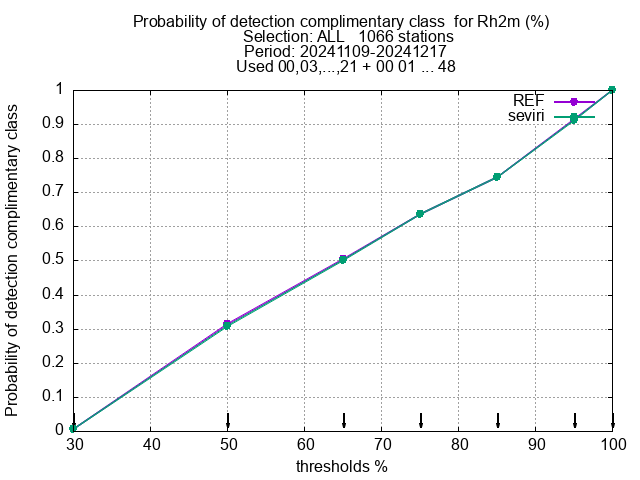 Probability of detection complimentary class  for Rh2m (%)
Selection: ALL   1066 stations
Period: 20241109-20241217
Used 00,03,...,21 + 00 01 ... 48
REF
seviri
Probability of detection complimentary class
1
0.9
0.8
0.7
0.6
0.5
0.4
0.3
0.2
0.1
0
30 40 50 60 70 80 90 100
thresholds %